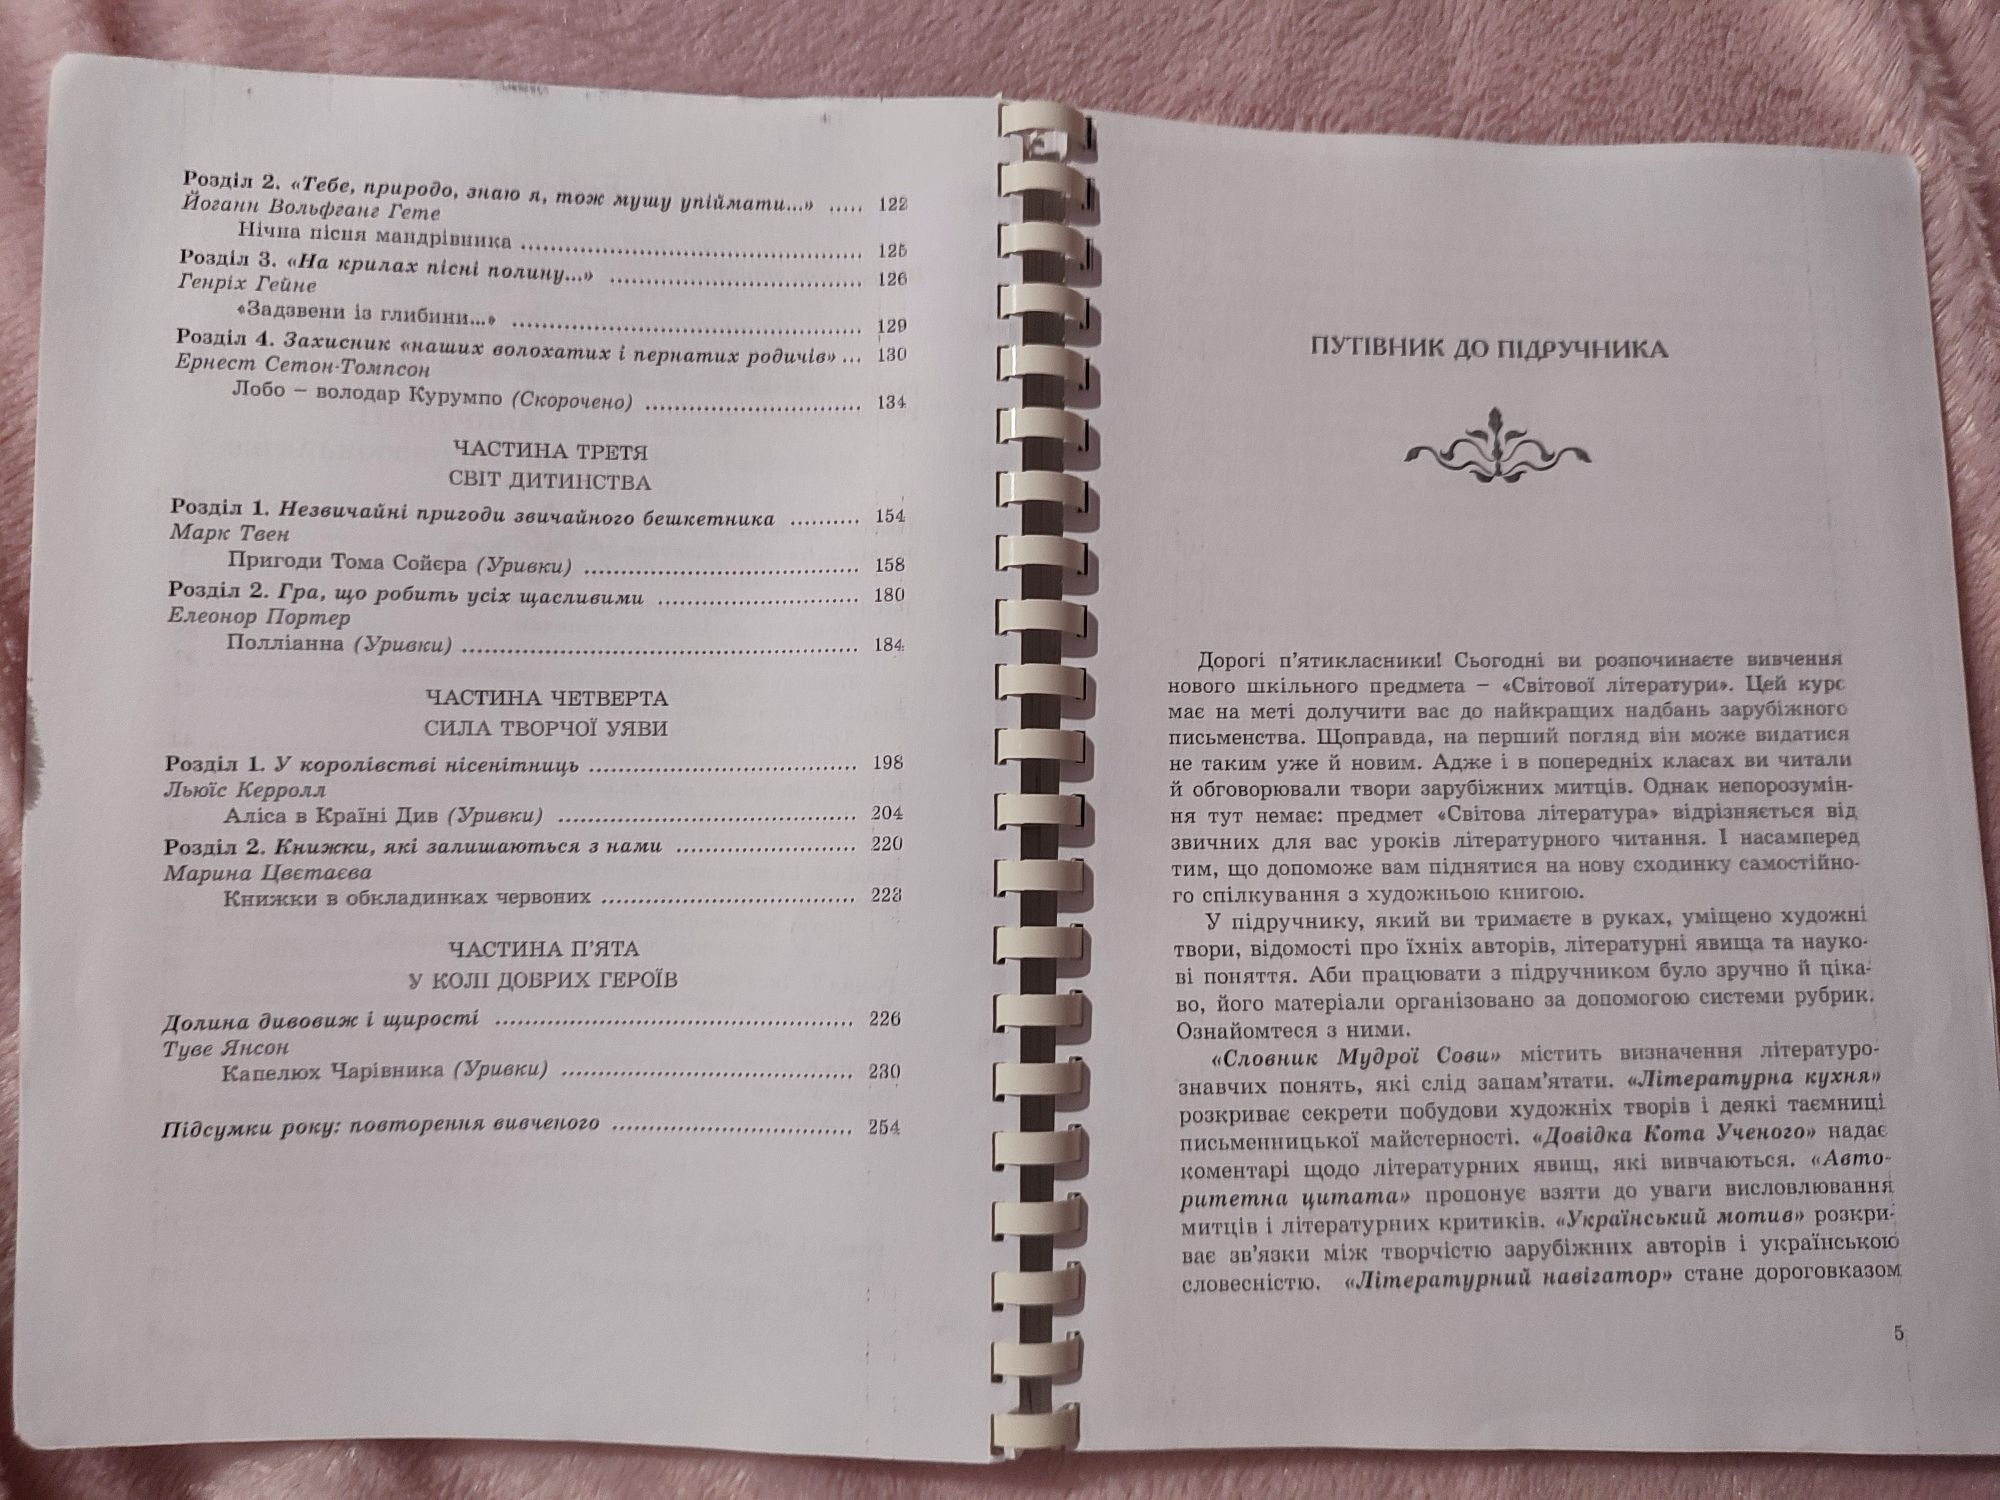 Розділ 2. «Тебе, природо, знаю я, тож мушу упіймати...» ..... 122
Йоганн Вольфганг Гете
Нічна пісня мандрівника ........................................ 125
Розділ 3. «На крилах пісні полину...» ............................... 126
Генріх Гейне
«Задзвени із глибини...» ........................................... 129
Розділ 4. Захисник «наших волохатих і пернатих родичів» ... 130
Ернест Сетон-Томпсон
Лобо – володар Курумпо (Скорочено) .......................... 134
ЧАСТИНА ТРЕТЯ
СВІТ ДИТИНСТВА
Розділ 1. Незвичайні пригоди звичайного бешкетника .......... 154
Марк Твен
Пригоди Тома Сойєра (Уривки) .................................. 158
Розділ 2. Гра, що робить усіх щасливими .......................... 180
Елеонор Портер
Полліанна (Уривки) .................................................. 184
ЧАСТИНА ЧЕТВЕРТА
СИЛА ТВОРЧОЇ УЯВИ
Розділ 1. У королівстві нісенітниць .................................. 198
Льюїс Керролл
Аліса в Країні Див (Уривки) ...................................... 204
Розділ 2. Книжки, які залишаються з нами ........................ 220
Марина Цвєтаєва
Книжки в обкладинках червоних ................................. 223
ЧАСТИНА П'ЯТА
У КОЛІ ДОБРИХ ГЕРОЇВ
Долина дивовиж і щирості ............................................... 226
Туве Янсон
Капелюх Чарівника (Уривки) ...................................... 230
Підсумки року: повторення вивченого ................................ 254
ПУТІВНИК ДО ПІДРУЧНИКА
Дорогі п'ятикласники! Сьогодні ви розпочинаєте вивчення
нового шкільного предмета – «Світової літератури». Цей курс
має на меті долучити вас до найкращих надбань зарубіжного
письменства. Щоправда, на перший погляд він може видатися
не таким уже й новим. Адже і в попередніх класах ви читали
й обговорювали твори зарубіжних митців. Однак непорозумін-
ня тут немає: предмет «Світова література» відрізняється від
звичних для вас уроків літературного читання. І насамперед
тим, що допоможе вам піднятися на нову сходинку самостійно-
го спілкування з художньою книгою.
У підручнику, який ви тримаєте в руках, уміщено художні
твори, відомості про їхніх авторів, літературні явища та науко-
ві поняття. Аби працювати з підручником було зручно й ціка-
во, його матеріали організовано за допомогою системи рубрик.
Ознайомтеся з ними.
«Словник Мудрої Сови» містить визначення літературо-
знавчих понять, які слід запам'ятати. «Літературна кухня»
розкриває секрети побудови художніх творів і деякі таємниці
письменницької майстерності. «Довідка Кота Ученого» надає
коментарі щодо літературних явищ, які вивчаються. «Авто-
ритетна цитата» пропонує взяти до уваги висловлювання
митців і літературних критиків. «Український мотив» розкри-
ває зв'язки між творчістю зарубіжних авторів і українською
словесністю. «Літературний навігатор» стане дороговказом
5